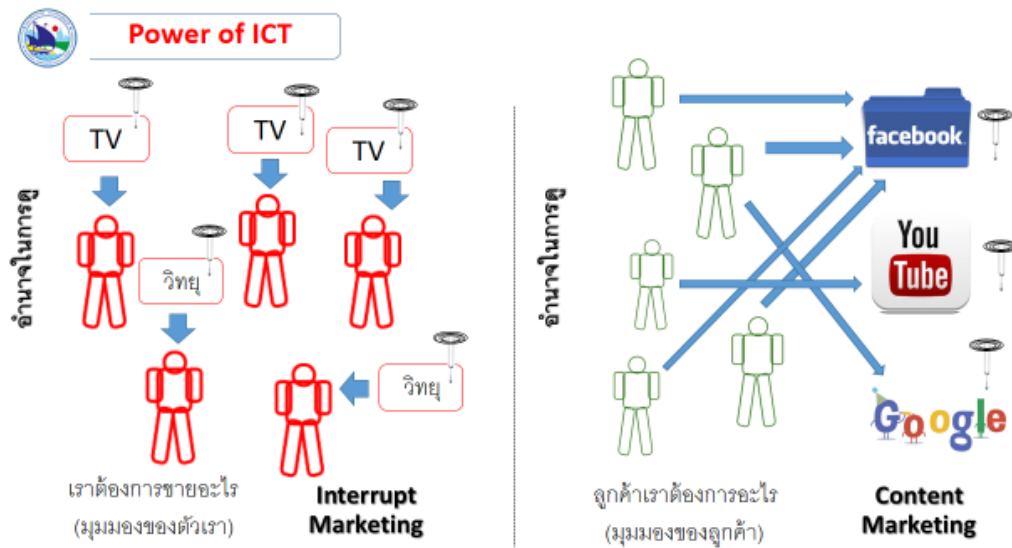 Power of ICT
TV
TV
TV
วิทยุ
วิทยุ
อำนาจในการดู
เราต้องการขายอะไร
(มุมมองของตัวเรา)
Interrupt
Marketing
อำนาจในการดู
facebook
You
Tube
Google
ลูกค้าเราต้องการอะไร
(มุมมองของลูกค้า)
Content
Marketing